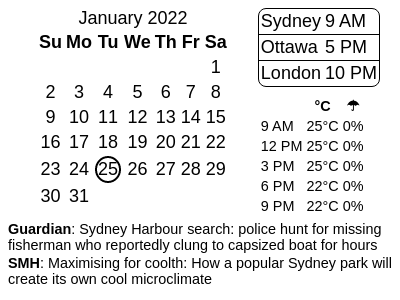 January 2022
Su Mo Tu We Th Fr Sa
1
2 3 4 5 6 7 8
9 10 11 12 13 14 15
16 17 18 19 20 21 22
23 24 25 26 27 28 29
30 31
Sydney 9 AM
Ottawa 5 PM
London 10 PM
°C ☂
9 AM 25°C 0%
12 PM 25°C 0%
3 PM 25°C 0%
6 PM 22°C 0%
9 PM 22°C 0%
Guardian: Sydney Harbour search: police hunt for missing
fisherman who reportedly clung to capsized boat for hours
SMH: Maximising for coolth: How a popular Sydney park will
create its own cool microclimate